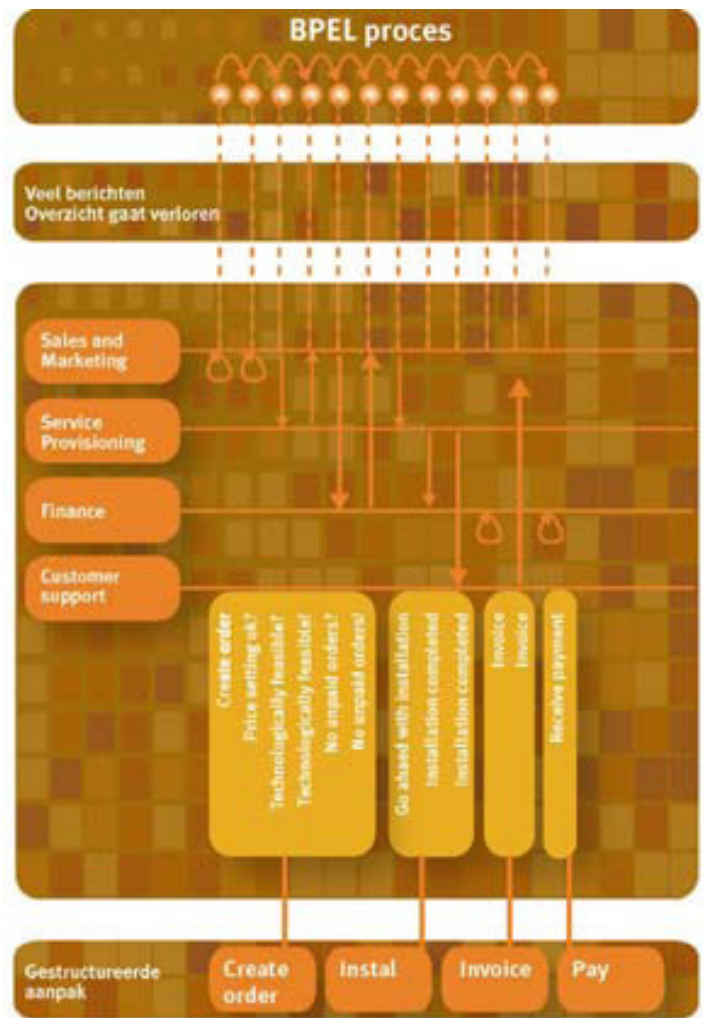 BPEL proces
Veel berichten
Overzicht gaat verloren
Sales and
Marketing
Service
Provisioning
Finance
Customer
support
Create order
Price setting ok?
Technologically feasible?
Technologically feasible!
No unpaid orders?
No unpaid orders!
Go ahaed with installation
Installation completed
Installation completed
Invoice
Invoice
Receive payment
Gestructureerde
aanpak
Create
order
Instal
Invoice
Pay